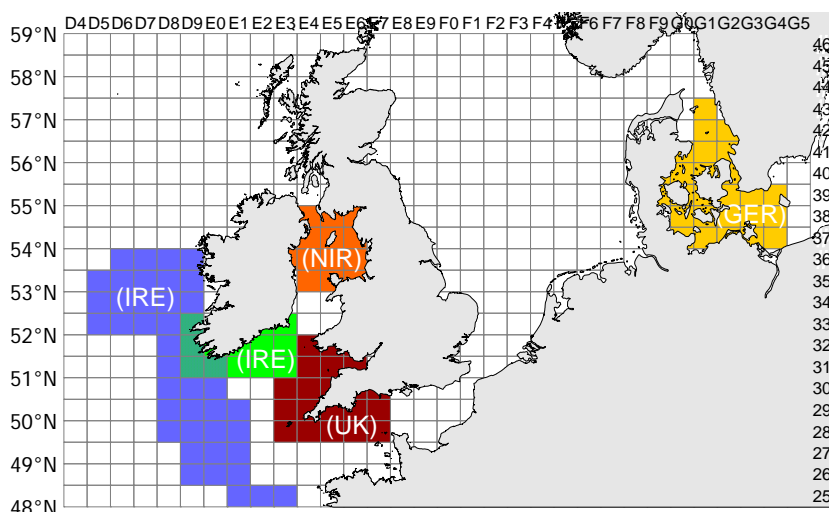 D4 D5 D6 D7 D8 D9 E0 E1 E2 E3 E4 E5 E6 E7 E8 E9 F0 F1 F2 F3 F4 F6 F7 F8 F9 G0 G1 G2 G3 G4 G5
59°N
46
58°N
45
44
57°N
43
42
56°N
41
40
55°N
39
38
(GER)
54°N
37
(NIR)
36
53°N
(IRE)
35
34
52°N
33
32
51°N
(IRE)
31
30
50°N
29
(UK)
28
49°N
27
26
48°N
25